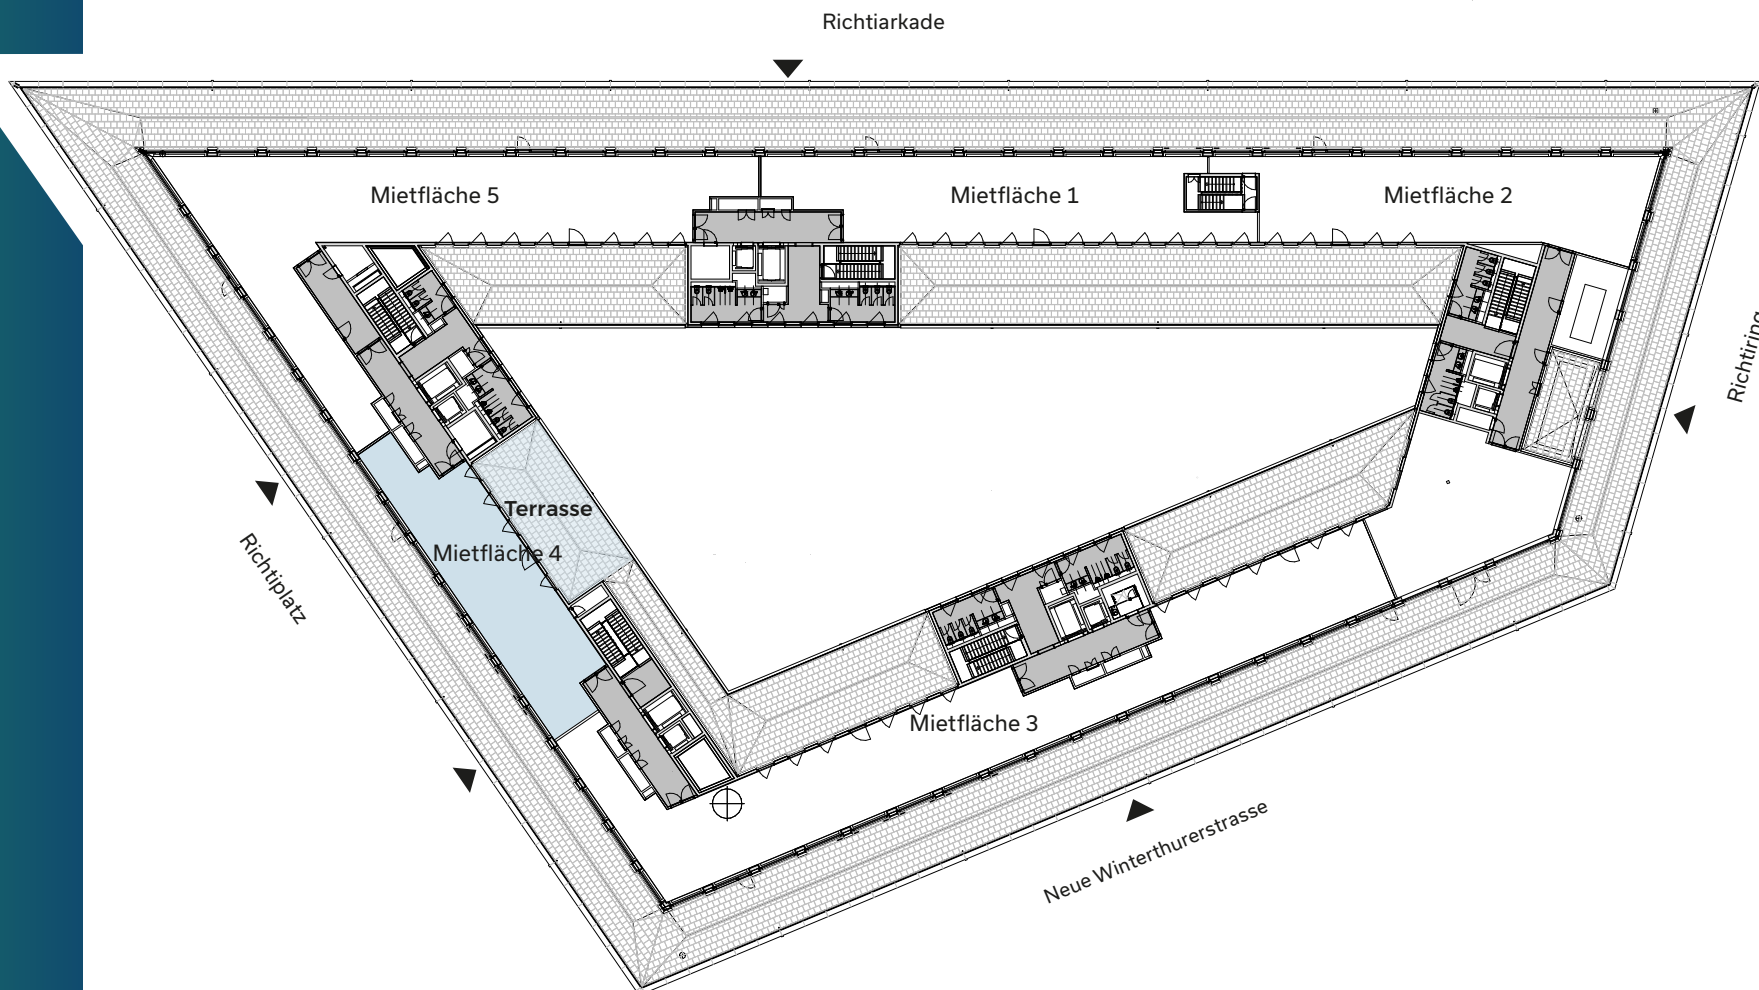 Richtiarkade
Mietfläche 5
Mietfläche 1
Mietfläche 2
Richtiring
Terrasse
Mietfläche 4
Richtiplatz
Mietfläche 3
Neue Winterthurerstrasse